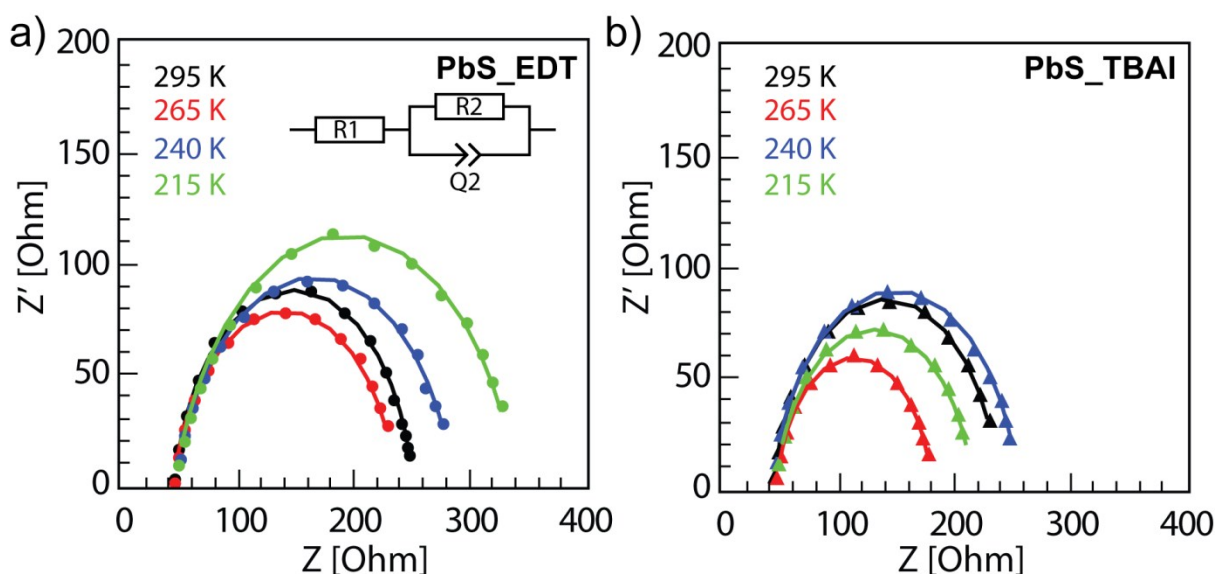 a)
PbS_EDT
295 K
265 K
240 K
215 K
R1
R2
Q2
200
150
100
50
0
Z' [Ohm]
0 100 200 300 400
Z [Ohm]
b)
PbS_TBAI
295 K
265 K
240 K
215 K
200
150
100
50
0
Z' [Ohm]
0 100 200 300 400
Z [Ohm]